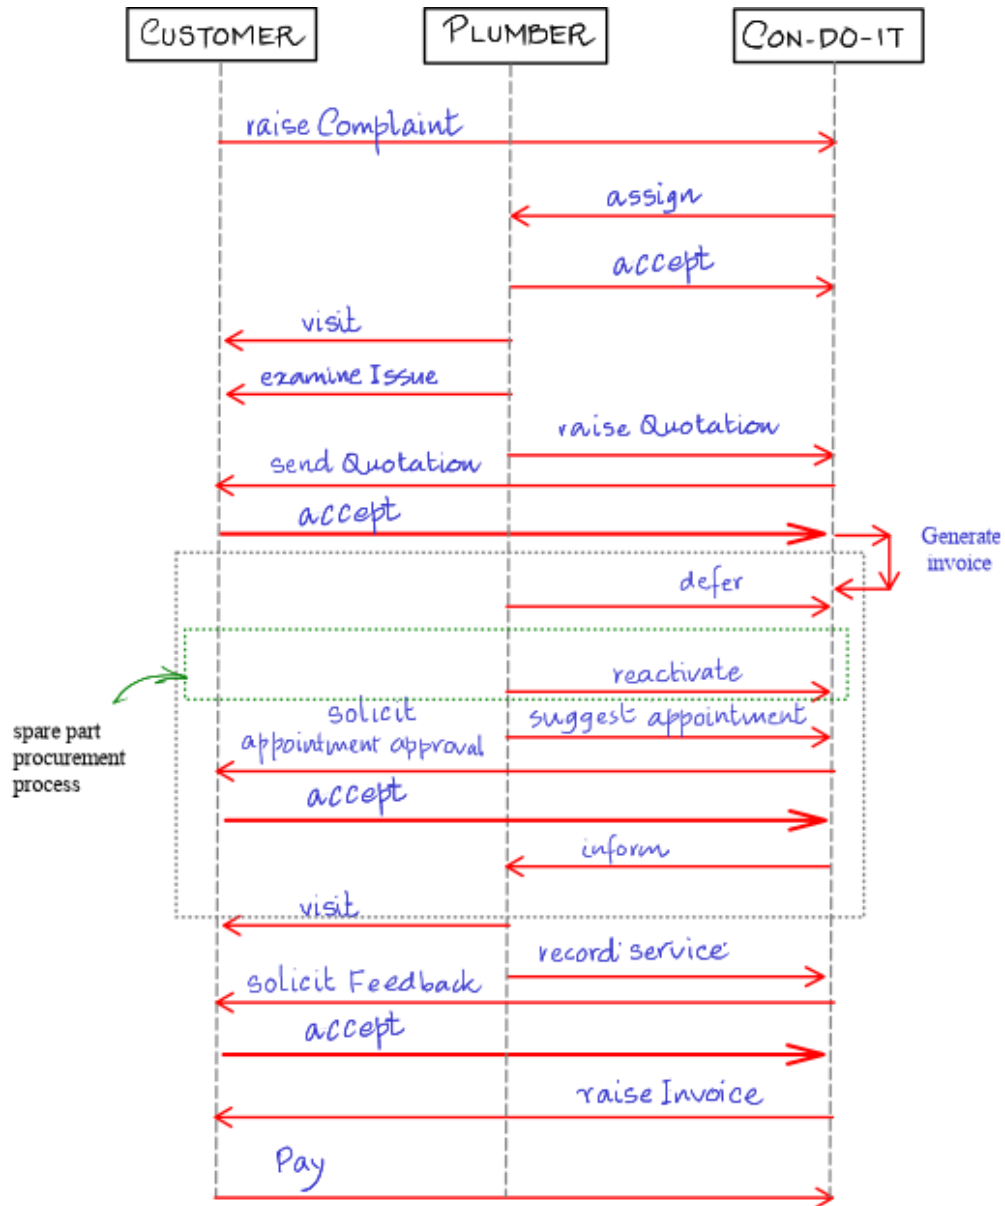 CUSTOMER
PLUMBER
CON-DO-IT
raise Complaint
assign
accept
visit
examine Issue
raise Quotation
send Quotation
accept
Generate
invoice
defer
reactivate
spare part
procurement
process
suggest appointment
solicit
appointment approval
accept
inform
visit
record service
solicit Feedback
accept
raise Invoice
Pay